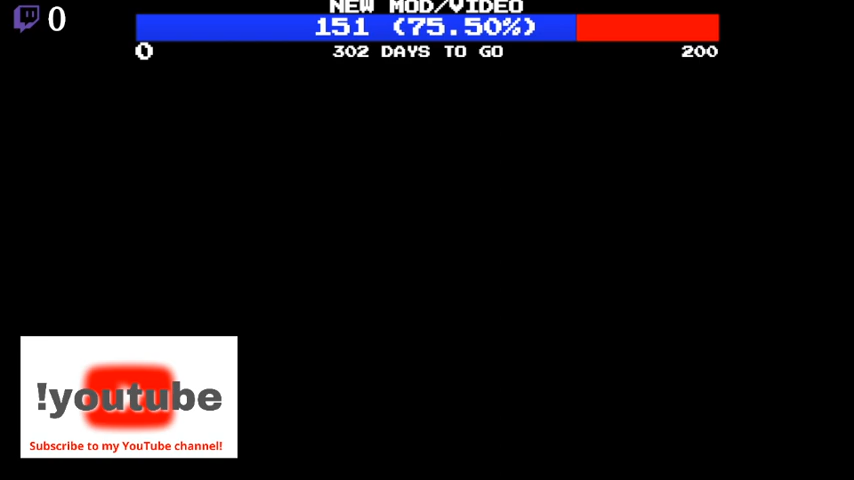 0
NEW MOD/VIDEO
151 (75.50%)
0 302 DAYS TO GO 200
!youtube
Subscribe to my YouTube channel!